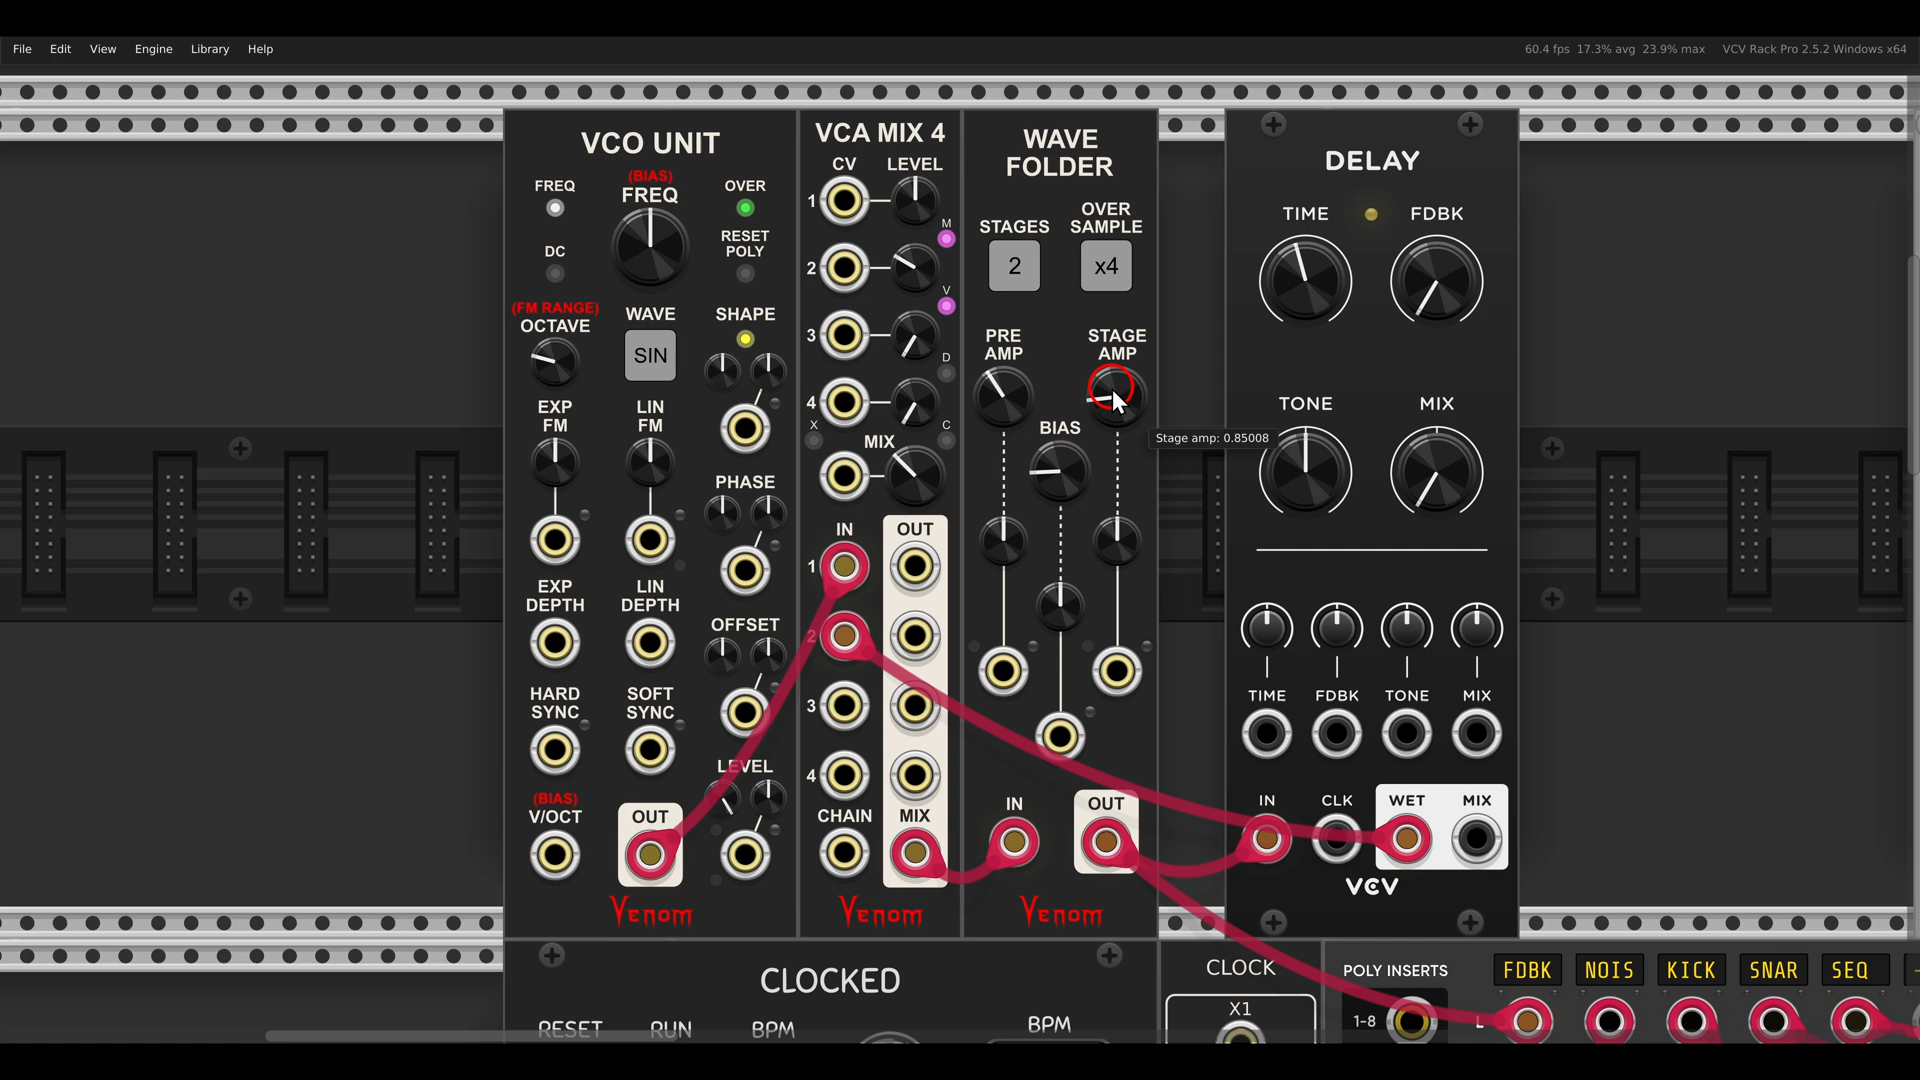 File Edit View Engine Library Help
60.4 fps 17.3% avg 23.9% max VCV Rack Pro 2.5.2 Windows x64
VCO UNIT
FREQ
(BIAS)
FREQ
OVER
DC
RESET
POLY
(FM RANGE)
OCTAVE
WAVE
SIN
SHAPE
EXP
FM
LIN
FM
PHASE
EXP
DEPTH
LIN
DEPTH
OFFSET
HARD
SYNC
SOFT
SYNC
LEVEL
(BIAS)
V/OCT
OUT
Venom
VCA MIX 4
CV LEVEL
1
M
2
V
3
D
4
X
C
MIX
IN OUT
1
2
3
4
CHAIN MIX
Venom
WAVE
FOLDER
STAGES
OVER
SAMPLE
2 x4
PRE
AMP
STAGE
AMP
BIAS
Stage amp: 0.85008
IN OUT
Venom
DELAY
TIME FDBK
TONE MIX
TIME FDBK TONE MIX
IN CLK WET MIX
VCV
CLOCKED
RESET RUN BPM BPM
CLOCK
X1
POLY INSERTS FDBK NOIS KICK SNAR SEQ
1-8 L